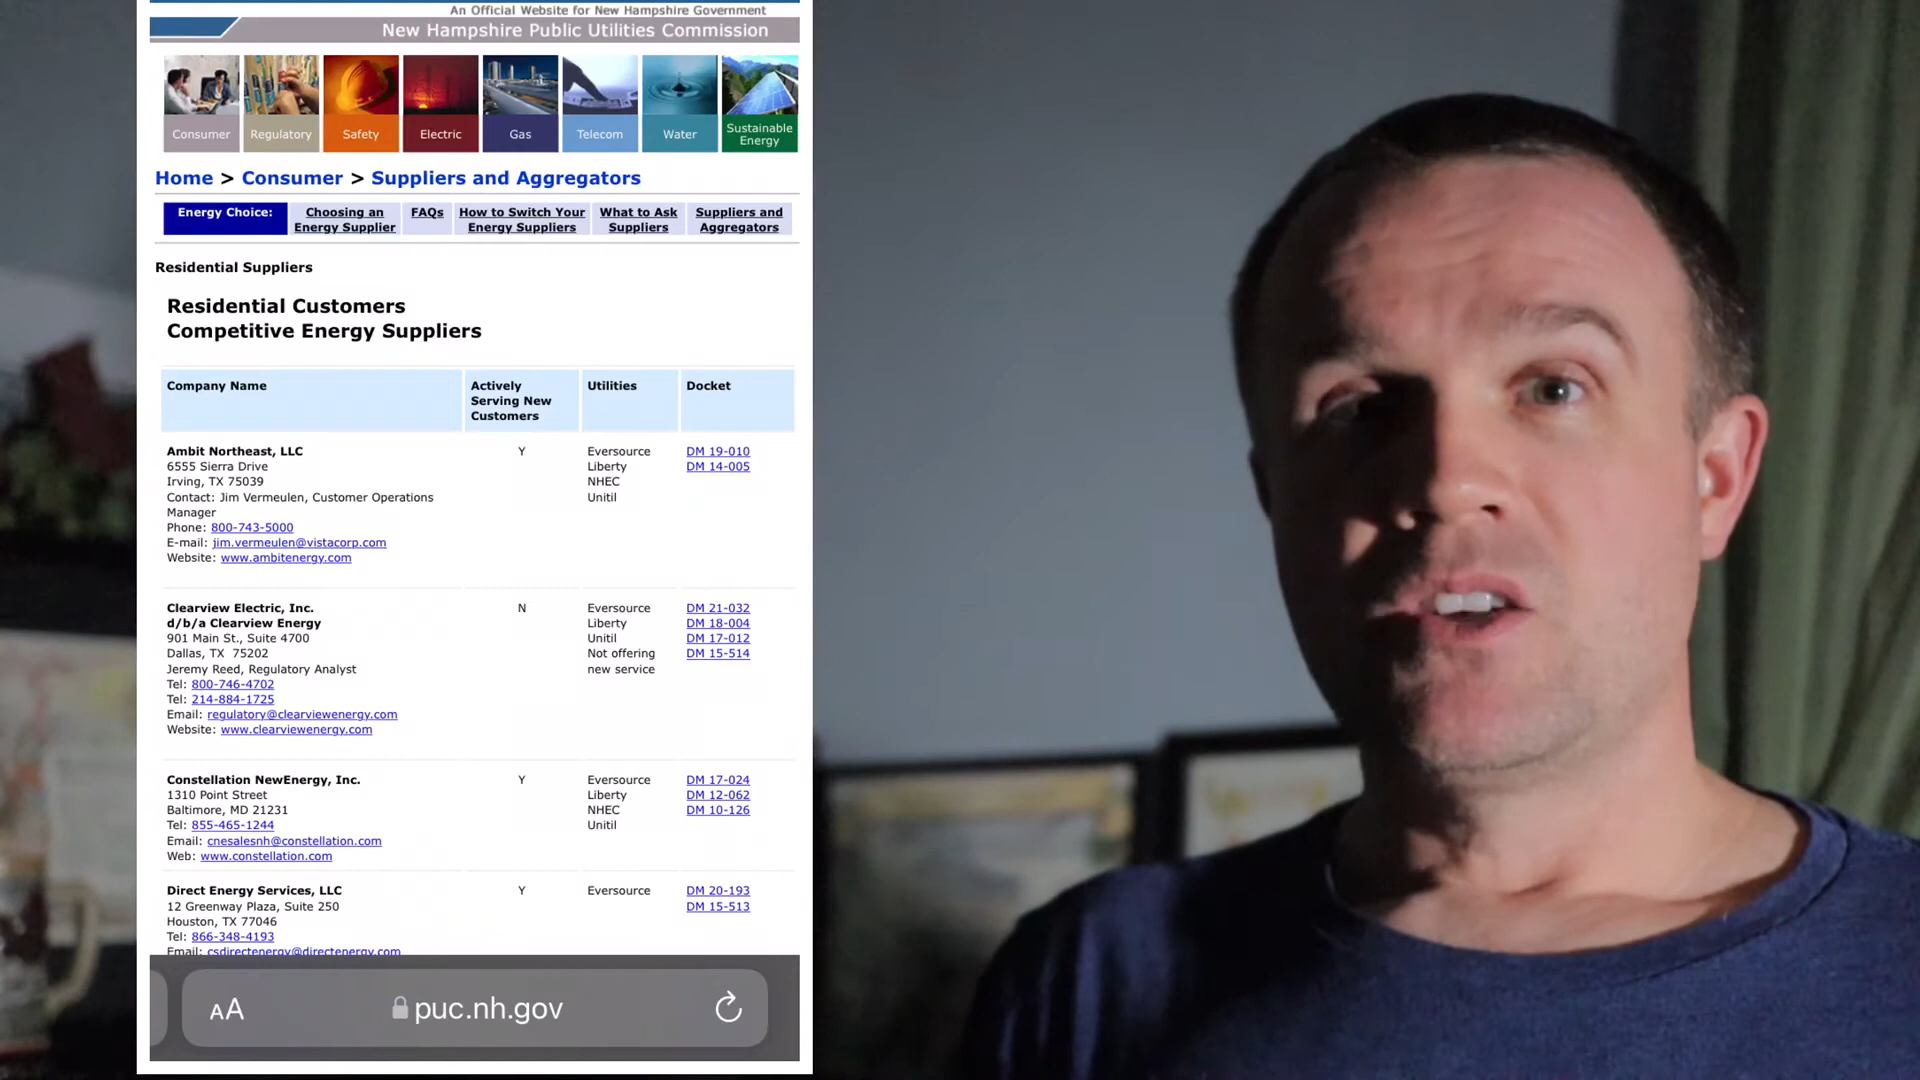 An Official Website for New Hampshire Government
New Hampshire Public Utilities Commission
Consumer
Regulatory
Safety
Electric
Gas
Telecom
Water
Sustainable
Energy
Home > Consumer > Suppliers and Aggregators
Energy Choice:
Choosing an
Energy Supplier
FAQs
How to Switch Your
Energy Suppliers
What to Ask
Suppliers
Suppliers and
Aggregators
Residential Suppliers
Residential Customers
Competitive Energy Suppliers
Company Name
Actively
Serving New
Customers
Utilities
Docket
Ambit Northeast, LLC
6555 Sierra Drive
Irving, TX 75039
Contact: Jim Vermeulen, Customer Operations
Manager
Phone: 800-743-5000
E-mail: jim.vermeulen@vistacorp.com
Website: www.ambitenergy.com
Y
Eversource
Liberty
NHEC
Unitil
DM 19-010
DM 14-005
Clearview Electric, Inc.
d/b/a Clearview Energy
901 Main St., Suite 4700
Dallas, TX 75202
Jeremy Reed, Regulatory Analyst
Tel: 800-746-4702
Tel: 214-884-1725
Email: regulatory@clearviewenergy.com
Website: www.clearviewenergy.com
N
Eversource
Liberty
Unitil
Not offering
new service
DM 21-032
DM 18-004
DM 17-012
DM 15-514
Constellation NewEnergy, Inc.
1310 Point Street
Baltimore, MD 21231
Tel: 855-465-1244
Email: cnesalesnh@constellation.com
Web: www.constellation.com
Y
Eversource
Liberty
NHEC
Unitil
DM 17-024
DM 12-062
DM 10-126
Direct Energy Services, LLC
12 Greenway Plaza, Suite 250
Houston, TX 77046
Tel: 866-348-4193
Email: csdirectenergy@directenergy.com
Y
Eversource
DM 20-193
DM 15-513
AA
puc.nh.gov